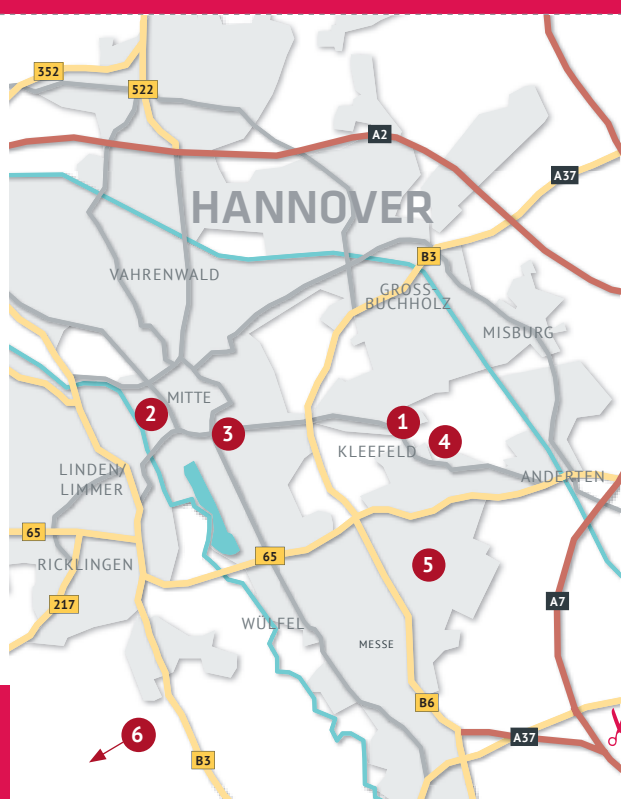 352
522
A2
A37
HANNOVER
B3
VAHRENWALD
GROSS-
BUCHHOLZ
MISBURG
MITTE
2
3
1
4
KLEEFELD
LINDEN/
LIMMER
ANDERTEN
65
65
RICKLINGEN
5
217
A7
WÜLFEL
MESSE
B6
6
A37
B3